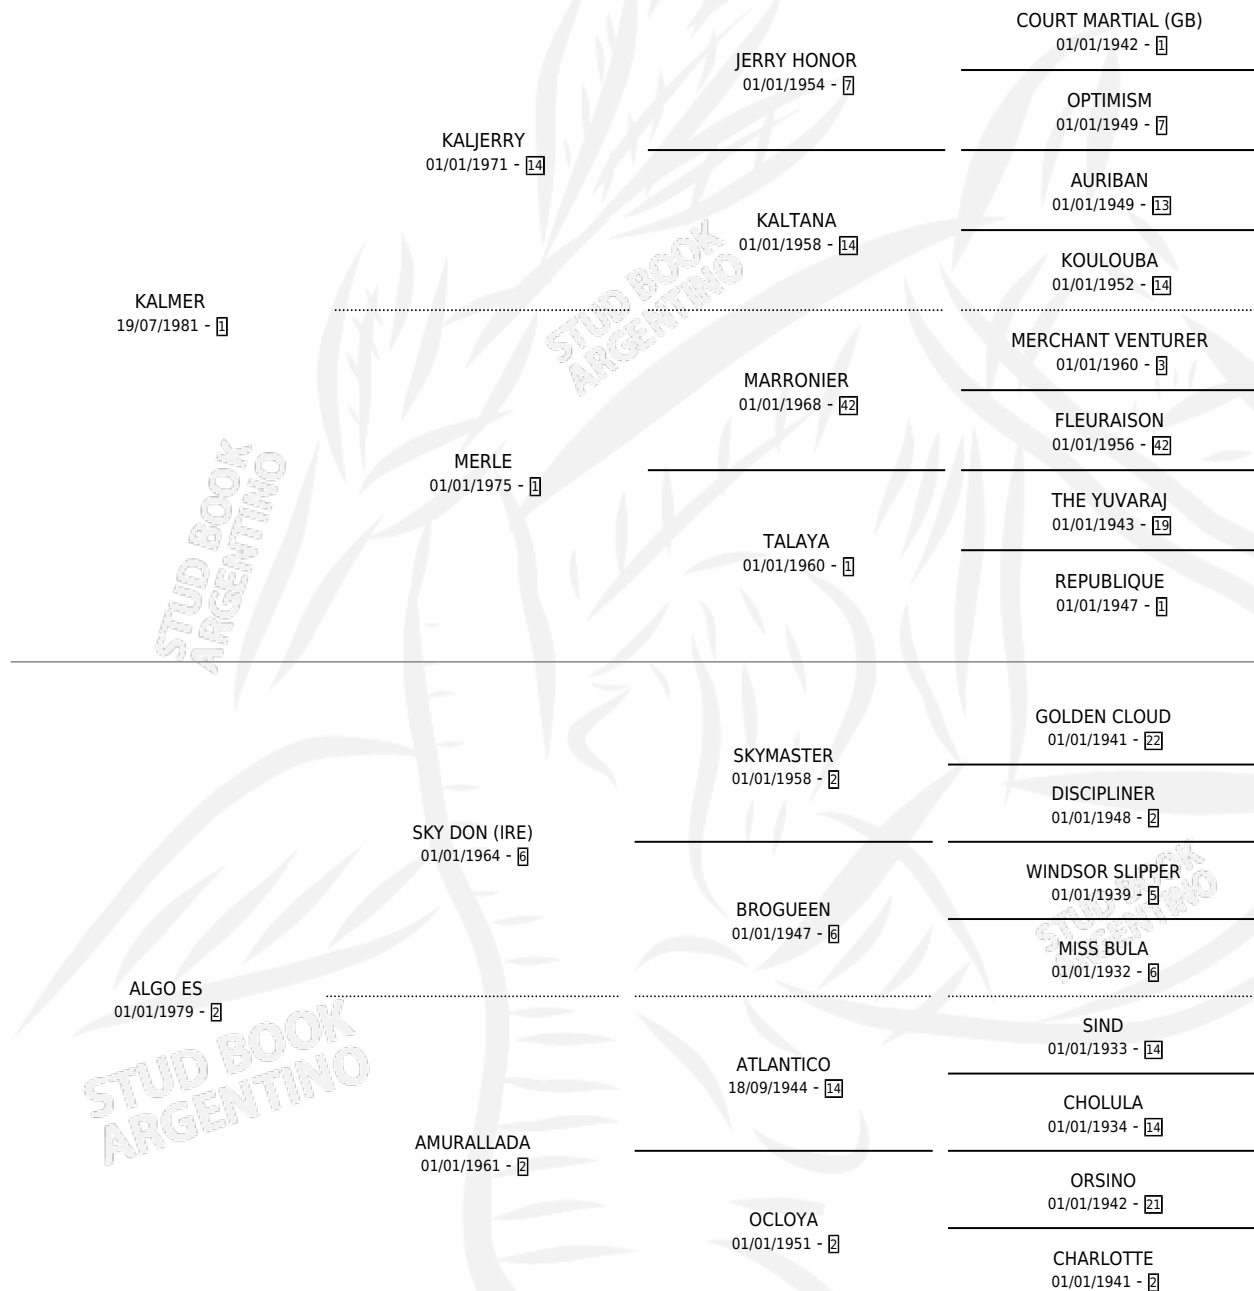 COURT MARTIAL (GB)
01/01/1942 - 1
JERRY HONOR
01/01/1954 - 7
OPTIMISM
01/01/1949 - 7
KALJERRY
01/01/1971 - 14
AURIBAN
01/01/1949 - 13
KALTANA
01/01/1958 - 14
KOULOUBA
01/01/1952 - 14
KALMER
19/07/1981 - 1
MERCHANT VENTURER
01/01/1960 - 3
MARRONIER
01/01/1968 - 42
FLEURAISON
01/01/1956 - 42
MERLE
01/01/1975 - 1
THE YUVARAJ
01/01/1943 - 19
TALAYA
01/01/1960 - 1
REPUBLIQUE
01/01/1947 - 1
GOLDEN CLOUD
01/01/1941 - 22
SKYMASTER
01/01/1958 - 2
DISCIPLINER
01/01/1948 - 2
SKY DON (IRE)
01/01/1964 - 6
WINDSOR SLIPPER
01/01/1939 - 5
BROGUEEN
01/01/1947 - 6
MISS BULA
01/01/1932 - 6
ALGO ES
01/01/1979 - 2
SIND
01/01/1933 - 14
ATLANTICO
18/09/1944 - 14
CHOLULA
01/01/1934 - 14
AMURALLADA
01/01/1961 - 2
ORSINO
01/01/1942 - 21
OCLOYA
01/01/1951 - 2
CHARLOTTE
01/01/1941 - 2
STUD BOOK
ARGENTINO
STUD BOOK
ARGENTINO
STUD BOOK
ARGENTINO
STUD BOOK
ARGENTINO